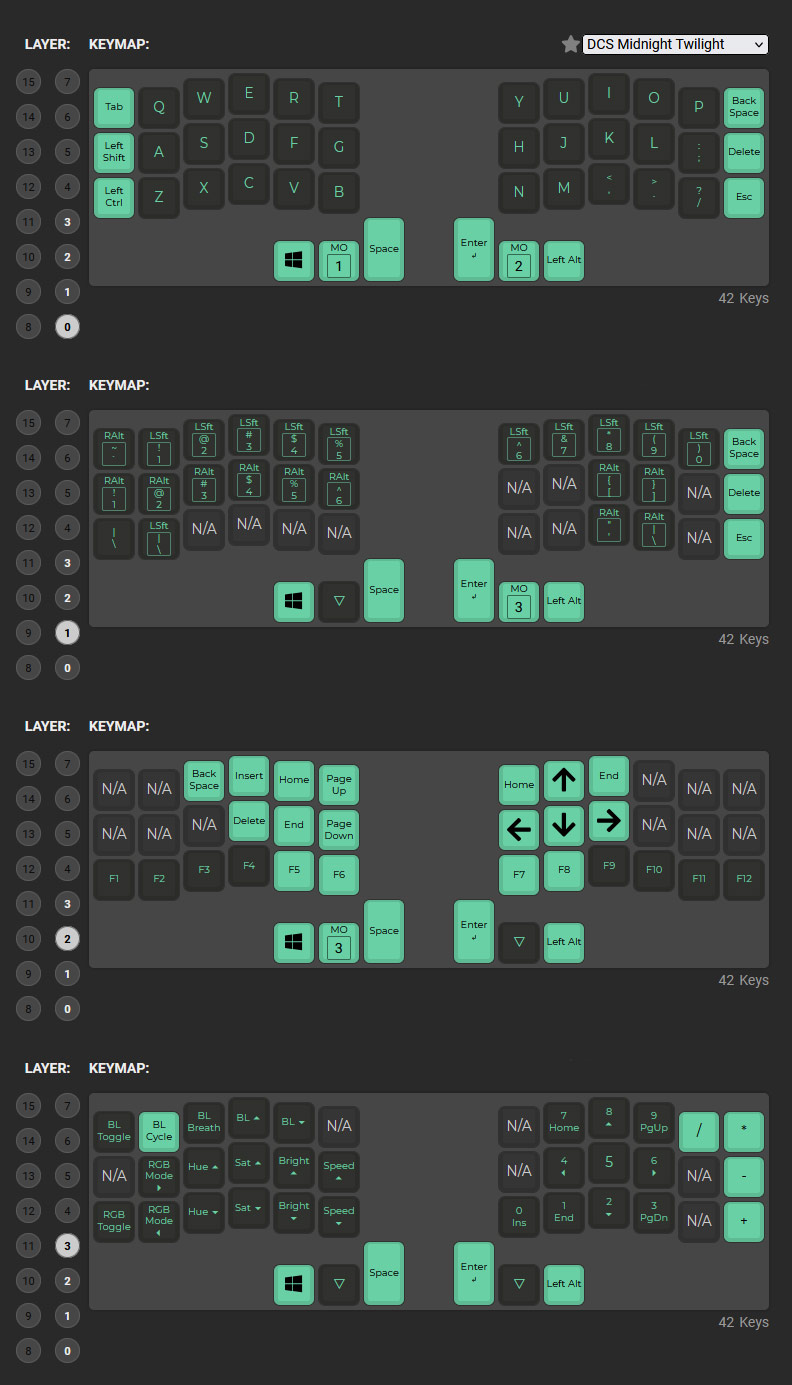 LAYER: KEYMAP: DCS Midnight Twilight
15 7
14 6
13 5
12 4
11 3
10 2
9 1
8 0
Tab Q W E R T Y U I O P Back Space
Left Shift A S D F G H J K L : ; Delete
Left Ctrl Z X C V B N M < , > . ? / Esc
MO 1 Space Enter ↲ MO 2 Left Alt
42 Keys
LAYER: KEYMAP:
15 7
14 6
13 5
12 4
11 3
10 2
9 1
8 0
RAlt ~ ` LSft ! 1 LSft @ 2 LSft # 3 LSft $ 4 LSft % 5 LSft ^ 6 LSft & 7 LSft * 8 LSft ( 9 LSft ) 0 Back Space
RAlt ! 1 RAlt @ 2 RAlt # 3 RAlt $ 4 RAlt % 5 RAlt ^ 6 N/A N/A RAlt { [ RAlt } ] N/A Delete
| \ LSft | \ N/A N/A N/A N/A N/A N/A RAlt " ' RAlt | \ N/A Esc
▽ Space Enter ↲ MO 3 Left Alt
42 Keys
LAYER: KEYMAP:
15 7
14 6
13 5
12 4
11 3
10 2
9 1
8 0
N/A N/A Back Space Insert Home Page Up Home ↑ End N/A N/A N/A
N/A N/A N/A Delete End Page Down ← ↓ → N/A N/A N/A
F1 F2 F3 F4 F5 F6 F7 F8 F9 F10 F11 F12
MO 3 Space Enter ↲ ▽ Left Alt
42 Keys
LAYER: KEYMAP:
15 7
14 6
13 5
12 4
11 3
10 2
9 1
8 0
BL Toggle BL Cycle BL Breath BL ▴ BL ▾ N/A N/A 7 Home 8 ▴ 9 PgUp / *
N/A RGB Mode ▸ Hue ▴ Sat ▴ Bright ▴ Speed ▴ N/A 4 ◂ 5 6 ▸ N/A -
RGB Toggle RGB Mode ◂ Hue ▾ Sat ▾ Bright ▾ Speed ▾ 0 Ins 1 End 2 ▾ 3 PgDn N/A +
▽ Space Enter ↲ ▽ Left Alt
42 Keys